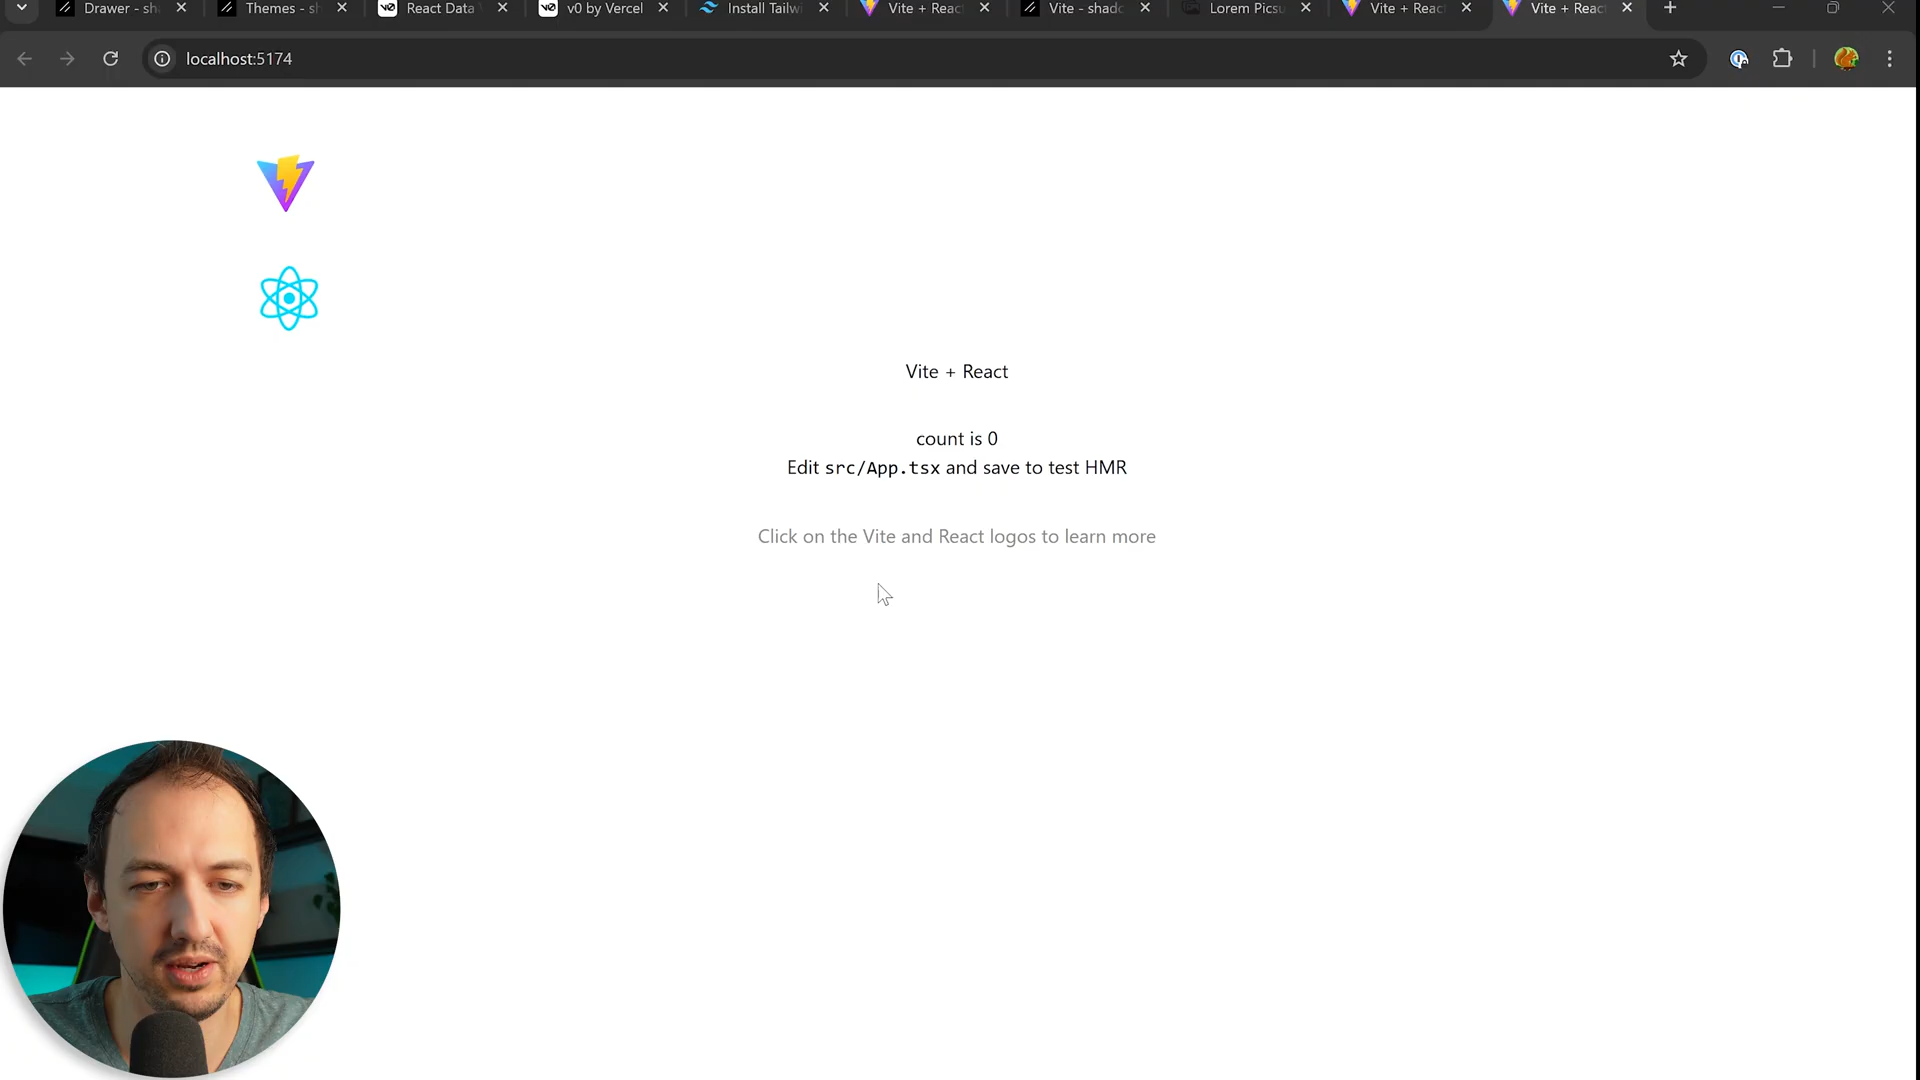 Drawer - sh
Themes - sh
React Data
v0 by Vercel
Install Tailwi
Vite + Reac
Vite - shadc
Lorem Picsu
Vite + Reac
Vite + Reac
localhost:5174
Vite + React
count is 0
Edit src/App.tsx and save to test HMR
Click on the Vite and React logos to learn more